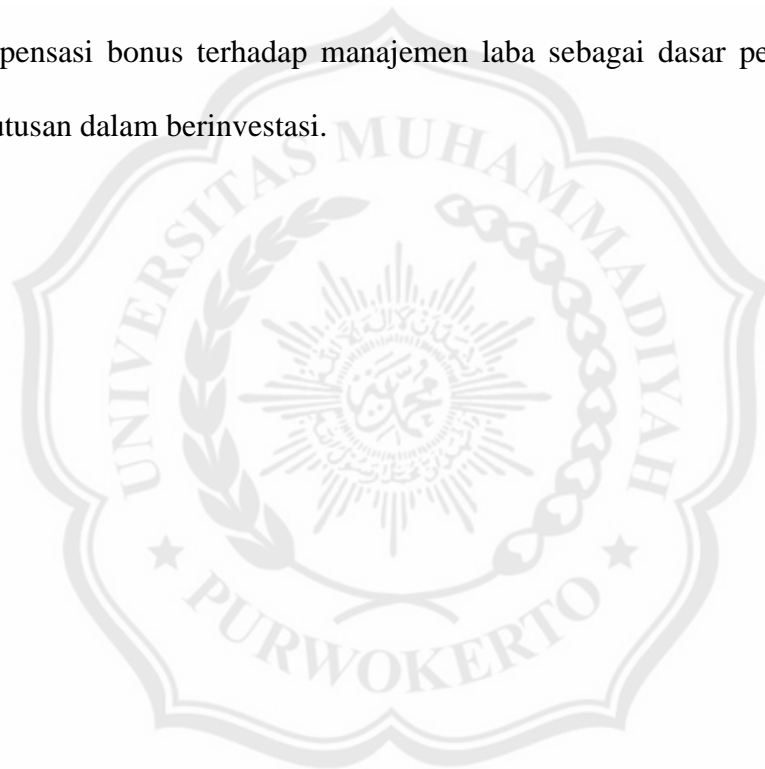 pensasi bonus terhadap manajemen laba sebagai dasar pe
utusan dalam berinvestasi.
UNIVERSITAS MUHAMMADIYAH
PURWOKERTO